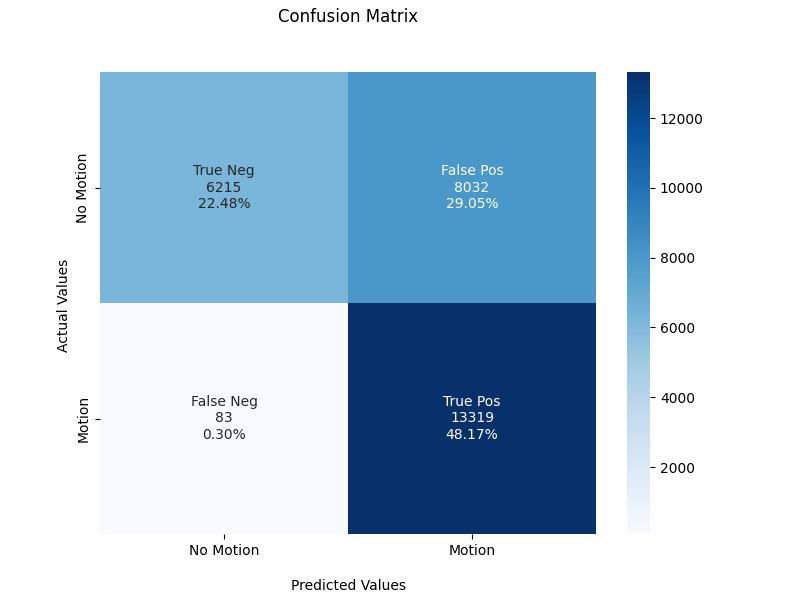 Confusion Matrix
No Motion
Motion
Actual Values
True Neg
6215
22.48%
False Pos
8032
29.05%
False Neg
83
0.30%
True Pos
13319
48.17%
No Motion
Motion
Predicted Values
12000
10000
8000
6000
4000
2000